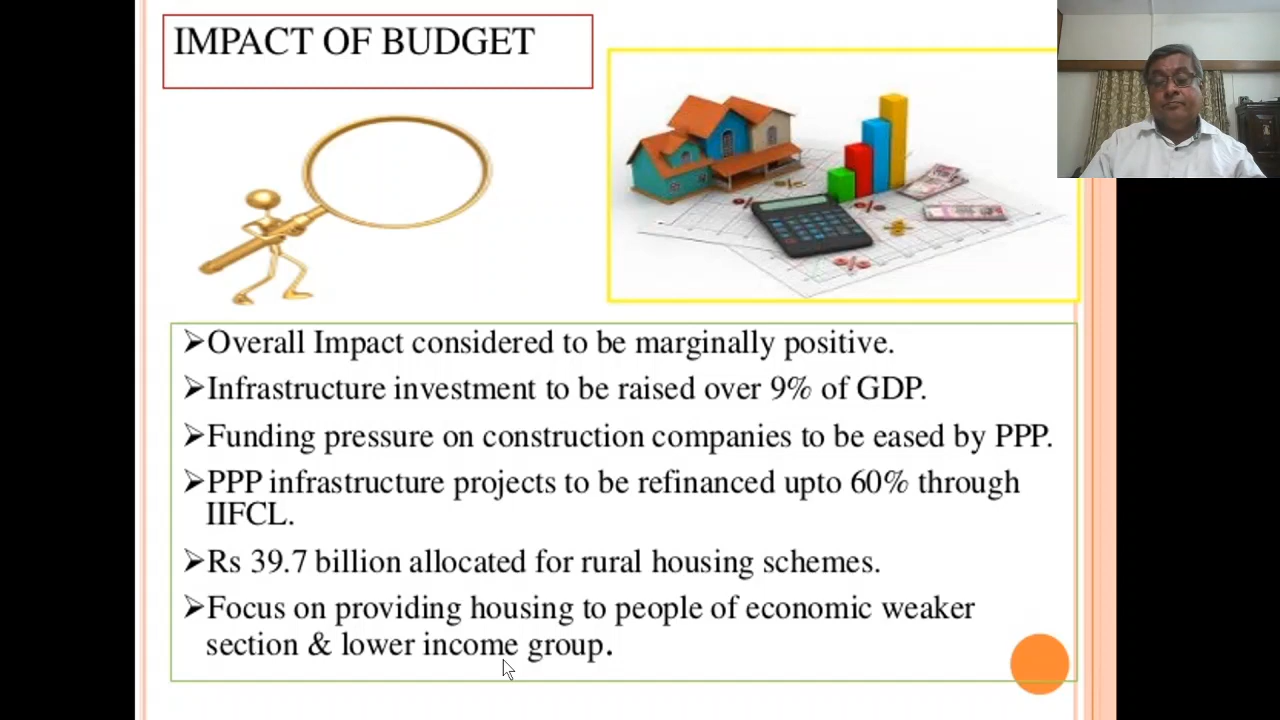 IMPACT OF BUDGET
➢Overall Impact considered to be marginally positive.
➢Infrastructure investment to be raised over 9% of GDP.
➢Funding pressure on construction companies to be eased by PPP.
➢PPP infrastructure projects to be refinanced upto 60% through
IIFCL.
➢Rs 39.7 billion allocated for rural housing schemes.
➢Focus on providing housing to people of economic weaker
section & lower income group.